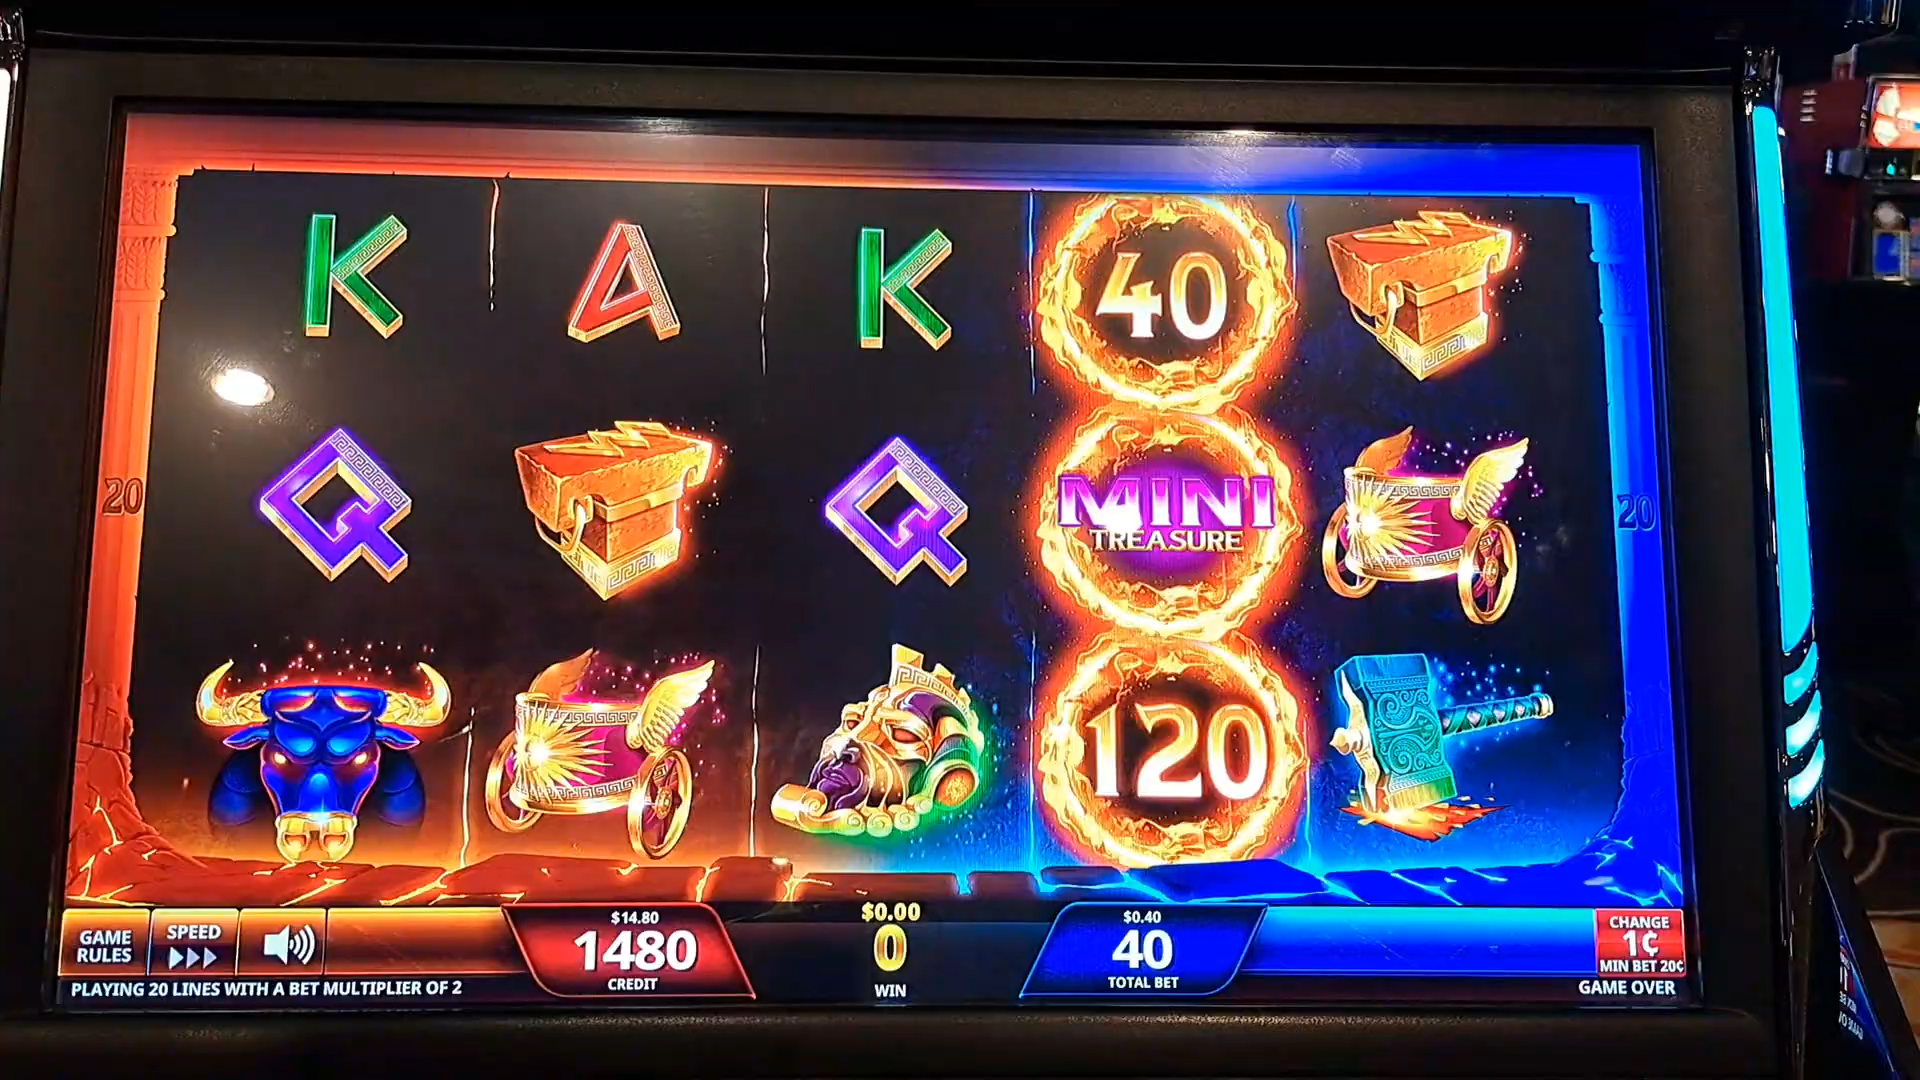 K A K 40
20 Q Q MINI 20
TREASURE
120
GAME
RULES
SPEED
$14.80
1480
CREDIT
$0.00
0
WIN
$0.40
40
TOTAL BET
CHANGE
1¢
MIN BET 20¢
PLAYING 20 LINES WITH A BET MULTIPLIER OF 2
GAME OVER